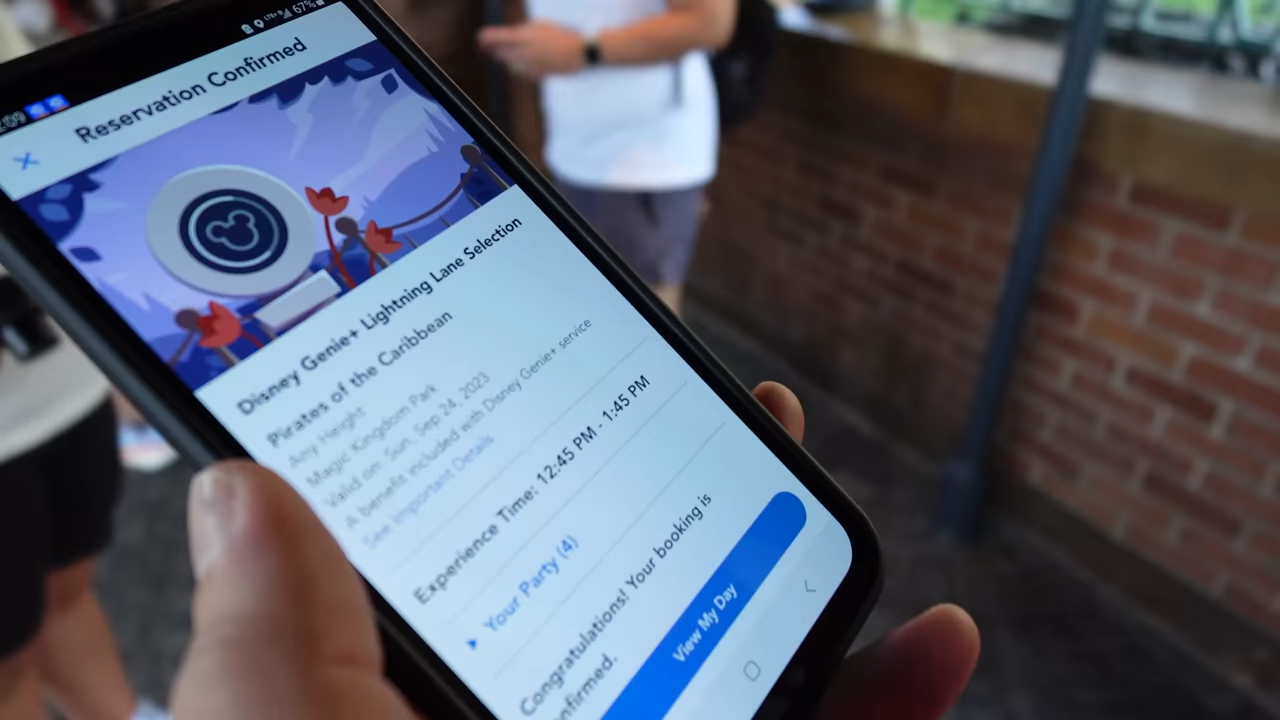 67%
Reservation Confirmed
Disney Genie+ Lightning Lane Selection
Pirates of the Caribbean
Any Height
Magic Kingdom Park
Valid on: Sun, Sep 24, 2023
A benefit included with Disney Genie+ service
See Important Details
Experience Time: 12:45 PM - 1:45 PM
Your Party (4)
Congratulations! Your booking is
View My Day